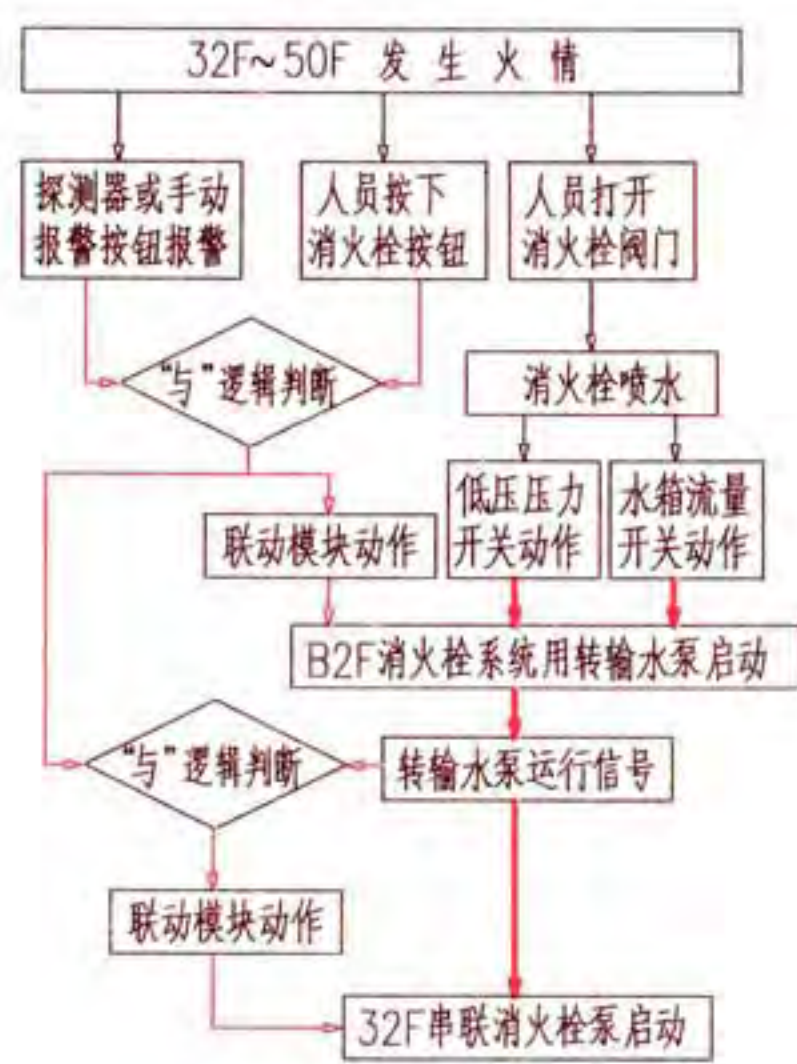 32F~50F 发生火情
探测器或手动
报警按钮报警
人员按下
消火栓按钮
人员打开
消火栓阀门
“与”逻辑判断
消火栓喷水
低压压力
开关动作
水箱流量
开关动作
联动模块动作
B2F消火栓系统用转输水泵启动
“与”逻辑判断
转输水泵运行信号
联动模块动作
32F串联消火栓泵启动